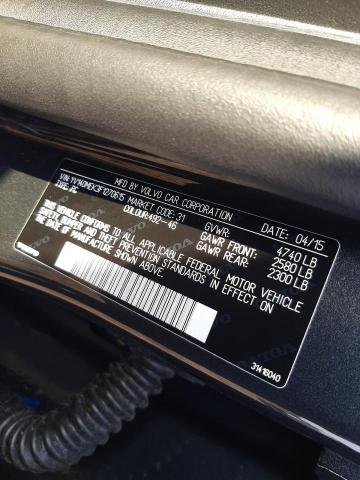 MFD BY VOLVO CAR CORPORATION
DATE: 04/15
MARKET CODE:31
GVWR: 4740 LB
TYPE: PC
COLOUR:492-46
GAWR FRONT: 2580 LB
GAWR REAR: 2300 LB
THIS VEHICLE CONFORMS TO ALL APPLICABLE FEDERAL MOTOR VEHICLE
SAFETY, BUMPER, AND THEFT PREVENTION STANDARDS IN EFFECT ON
THE DATE OF MANUFACTURE SHOWN ABOVE.
31416040